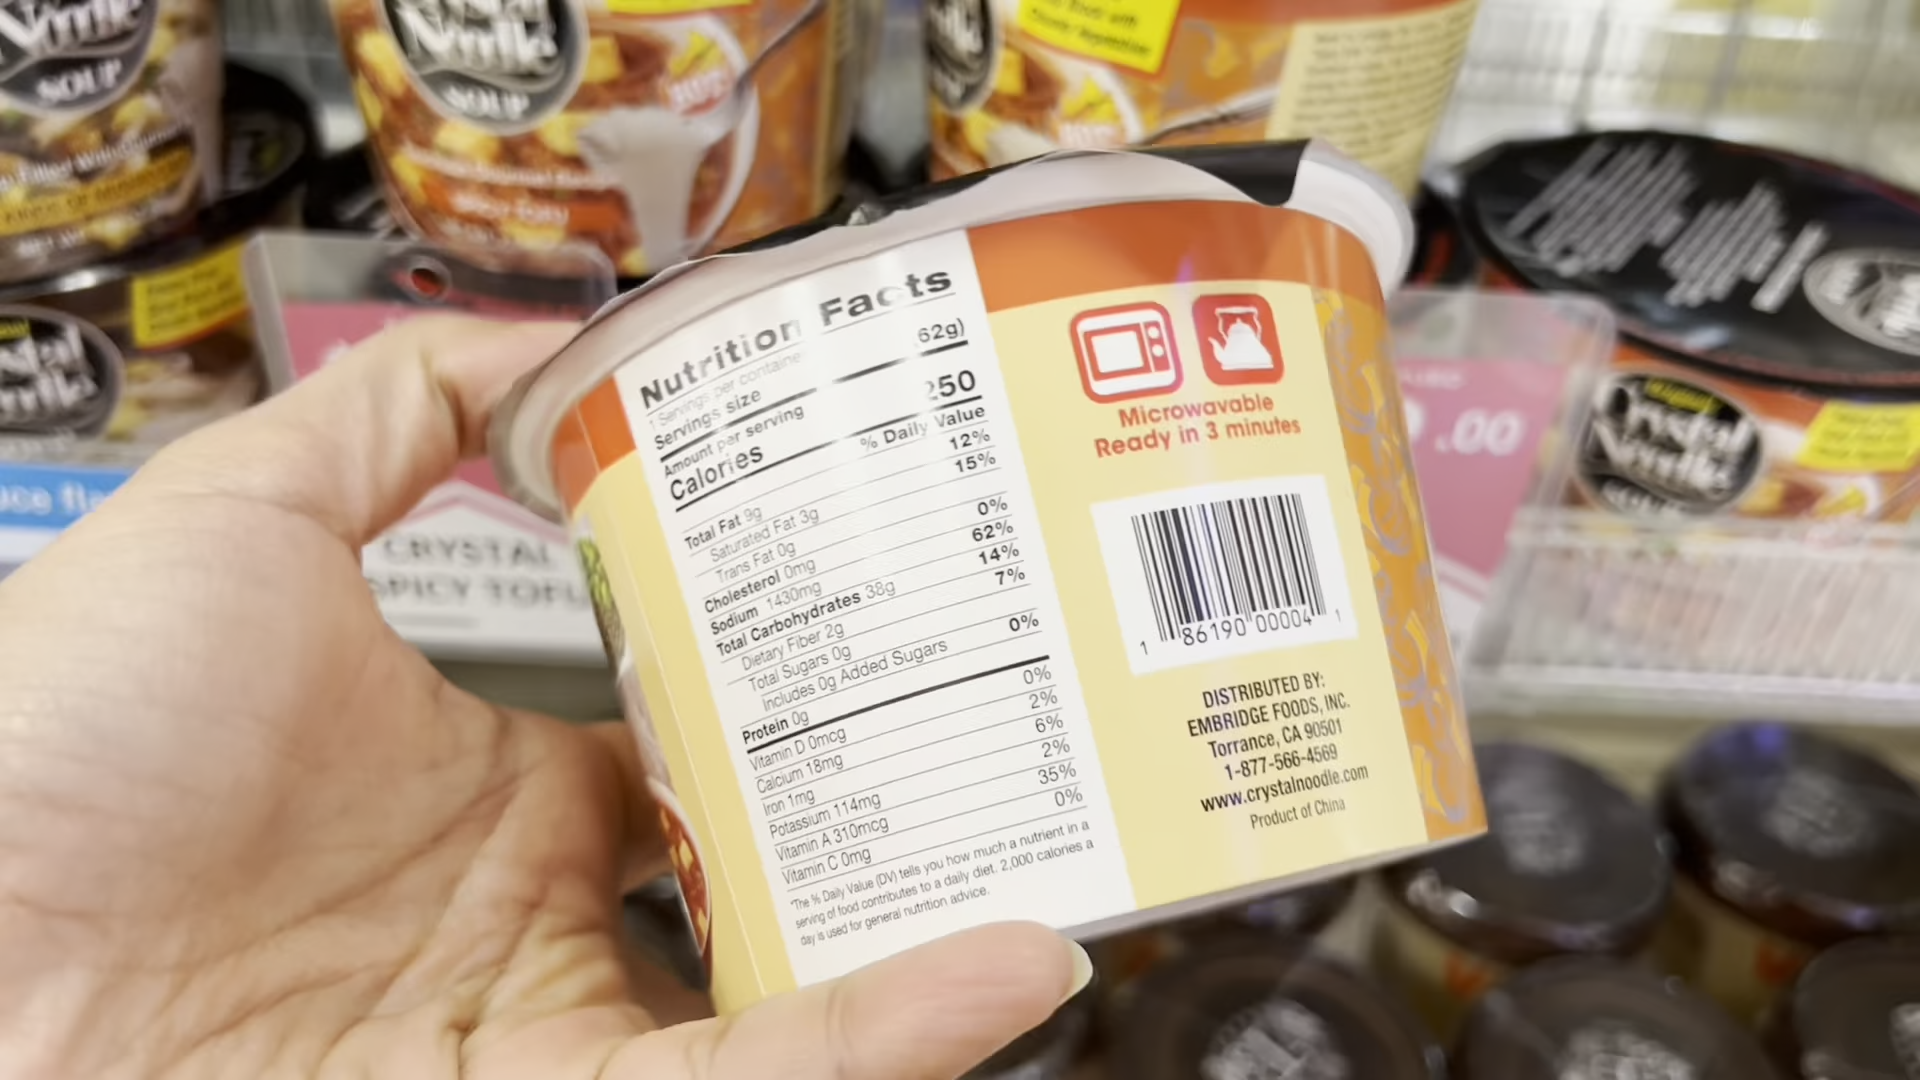 Crystal
Noodle
SOUP
SOUP
SPICY TOFU
Crystal
Noodle
CRYSTAL
SPICY TOFU
.00
Nutrition Facts
1 Servings per container
Servings size
62g)
Amount per serving
Calories 250
% Daily Value
Total Fat 9g 12%
Saturated Fat 3g 15%
Trans Fat 0g
Cholesterol 0mg 0%
Sodium 1430mg 62%
Total Carbohydrates 38g 14%
Dietary Fiber 2g 7%
Total Sugars 0g
Includes 0g Added Sugars 0%
Protein 0g
Vitamin D 0mcg 0%
Calcium 18mg 2%
Iron 1mg 6%
Potassium 114mg 2%
Vitamin A 310mcg 35%
Vitamin C 0mg 0%
*The % Daily Value (DV) tells you how much a nutrient in a
serving of food contributes to a daily diet. 2,000 calories a
day is used for general nutrition advice.
Microwavable
Ready in 3 minutes
1 86190 00004 1
DISTRIBUTED BY:
EMBRIDGE FOODS, INC.
Torrance, CA 90501
1-877-566-4569
www.crystalnoodle.com
Product of China